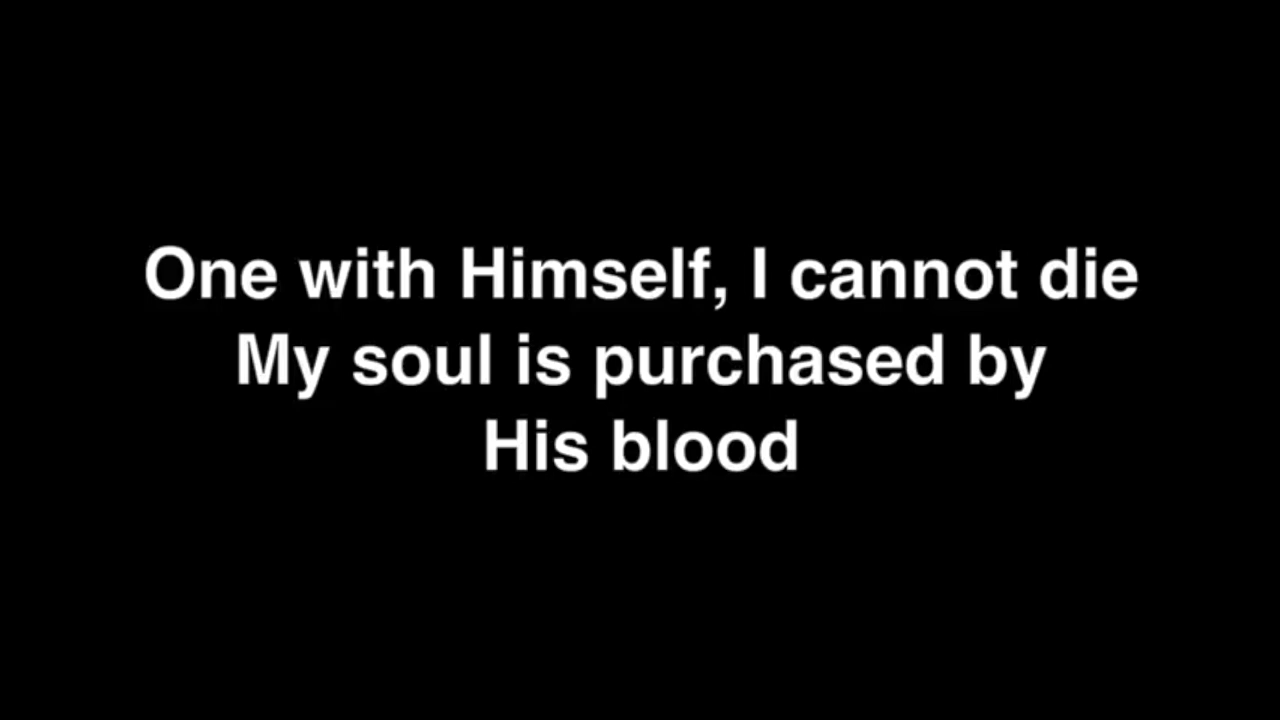 One with Himself, I cannot die
My soul is purchased by
His blood